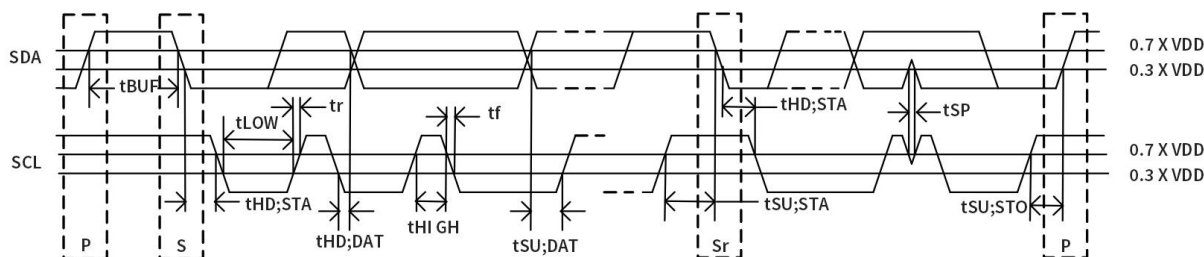 SDA
0.7 X VDD
0.3 X VDD
tBUF
tr
tf
tHD;STA
tSP
tLOW
SCL
0.7 X VDD
0.3 X VDD
tHD;STA
tHD;DAT
tHI GH
tSU;DAT
tSU;STA
tSU;STO
P
S
Sr
P